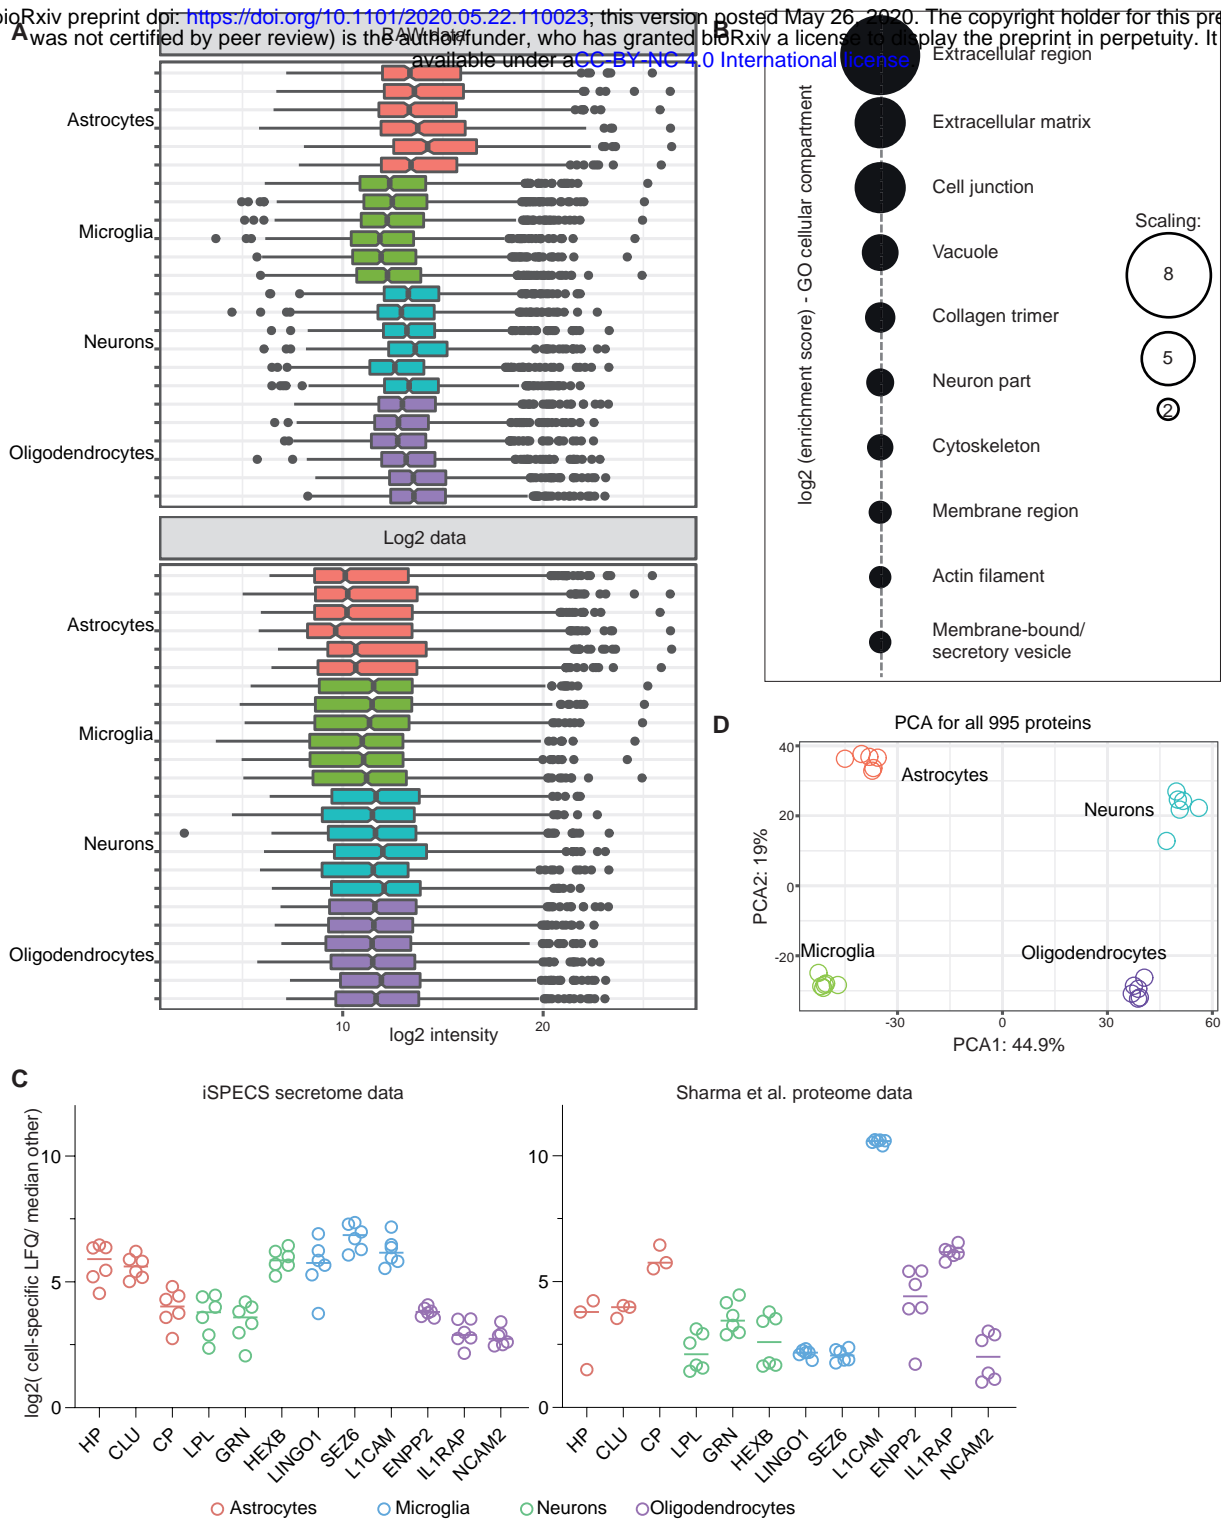 bioRxiv preprint doi: https://doi.org/10.1101/2020.05.22.110023; this version posted May 26, 2020. The copyright holder for this pre
was not certified by peer review) is the author/funder, who has granted bioRxiv a license to display the preprint in perpetuity. It
available under aCC-BY-NC 4.0 International license.
A
RAW data
Astrocytes
Microglia
Neurons
Oligodendrocytes
Log2 data
Astrocytes
Microglia
Neurons
Oligodendrocytes
10
20
log2 intensity
B
log2 (enrichment score) - GO cellular compartment
Extracellular region
Extracellular matrix
Cell junction
Vacuole
Collagen trimer
Neuron part
Cytoskeleton
Membrane region
Actin filament
Membrane-bound/
secretory vesicle
Scaling:
8
5
2
D
PCA for all 995 proteins
PCA2: 19%
40
20
0
-20
Astrocytes
Neurons
Microglia
Oligodendrocytes
-30
0
30
60
PCA1: 44.9%
C
iSPECS secretome data
log2( cell-specific LFQ/ median other)
10
5
0
HP
CLU
CP
LPL
GRN
HEXB
LINGO1
SEZ6
L1CAM
ENPP2
IL1RAP
NCAM2
Sharma et al. proteome data
10
5
0
HP
CLU
CP
LPL
GRN
HEXB
LINGO1
SEZ6
L1CAM
ENPP2
IL1RAP
NCAM2
Astrocytes
Microglia
Neurons
Oligodendrocytes